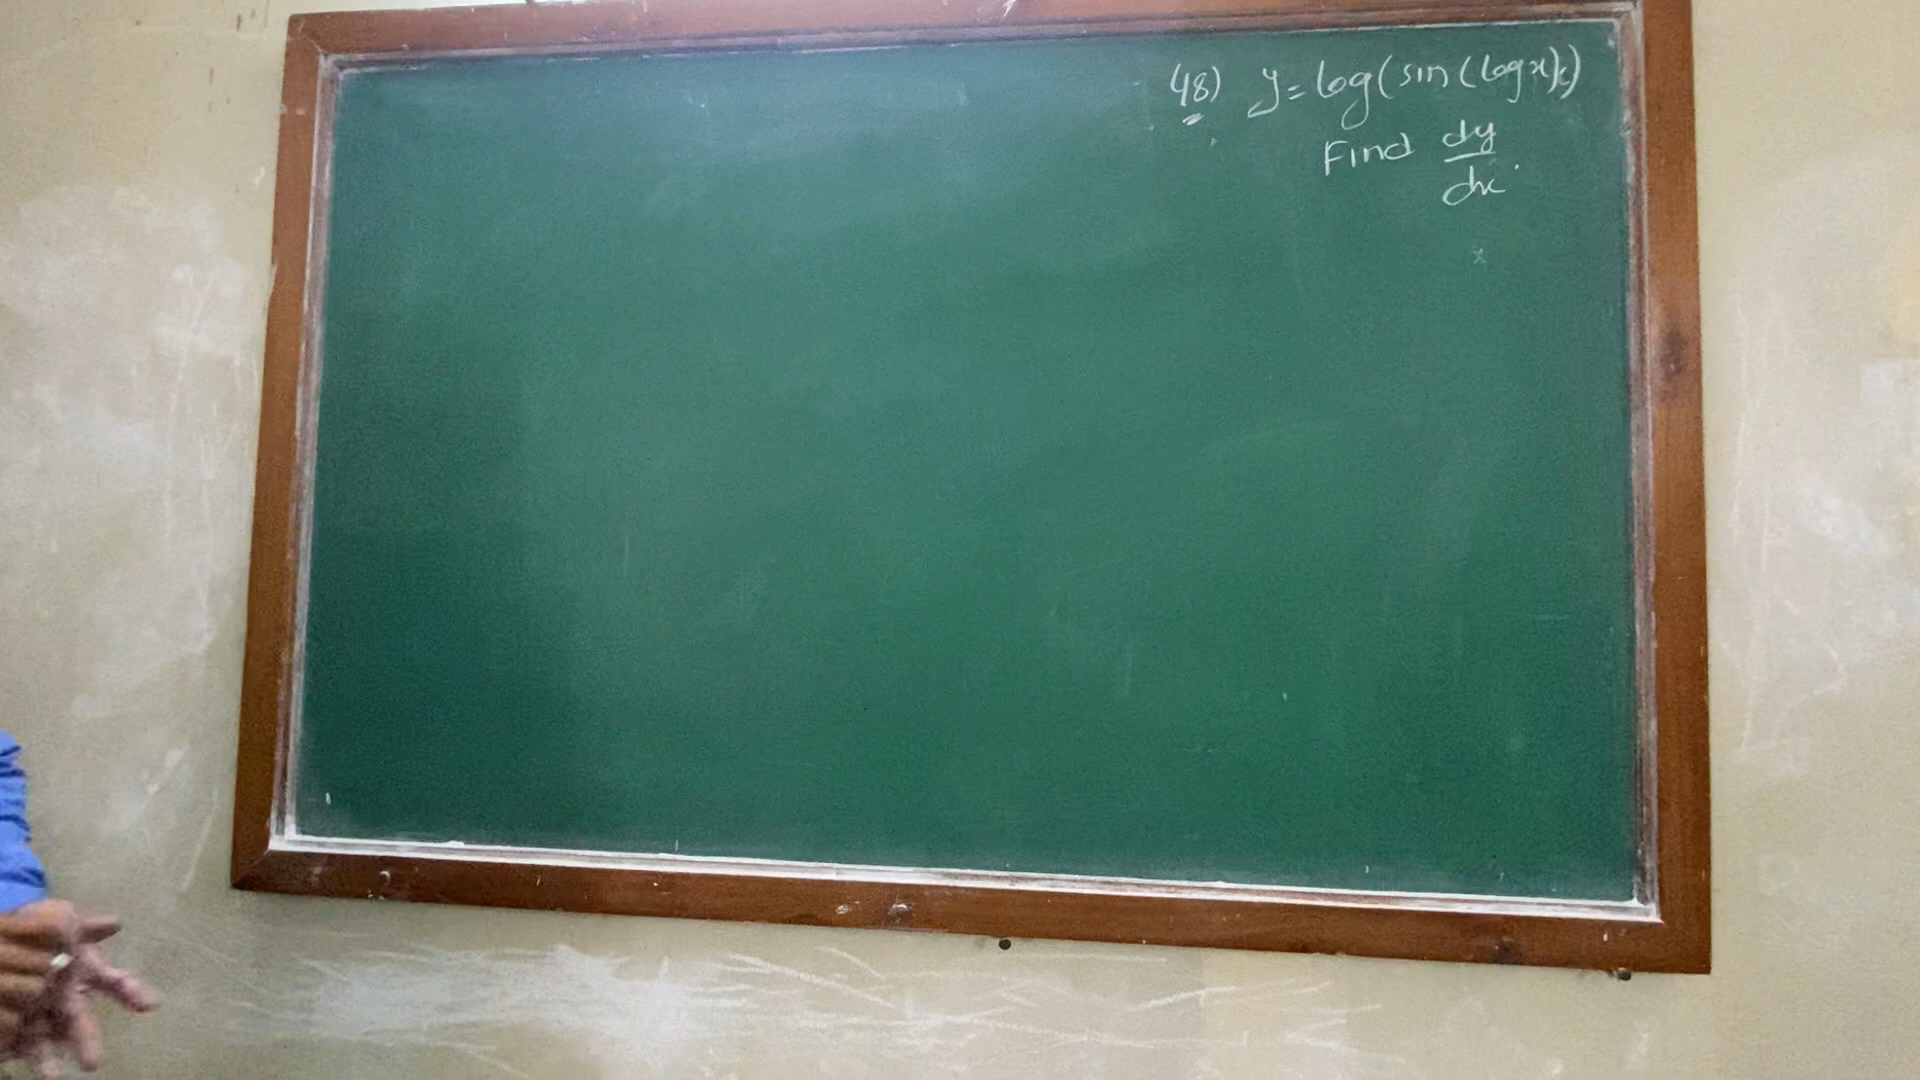 48) y = log(sin(logx))
Find dy/dx.